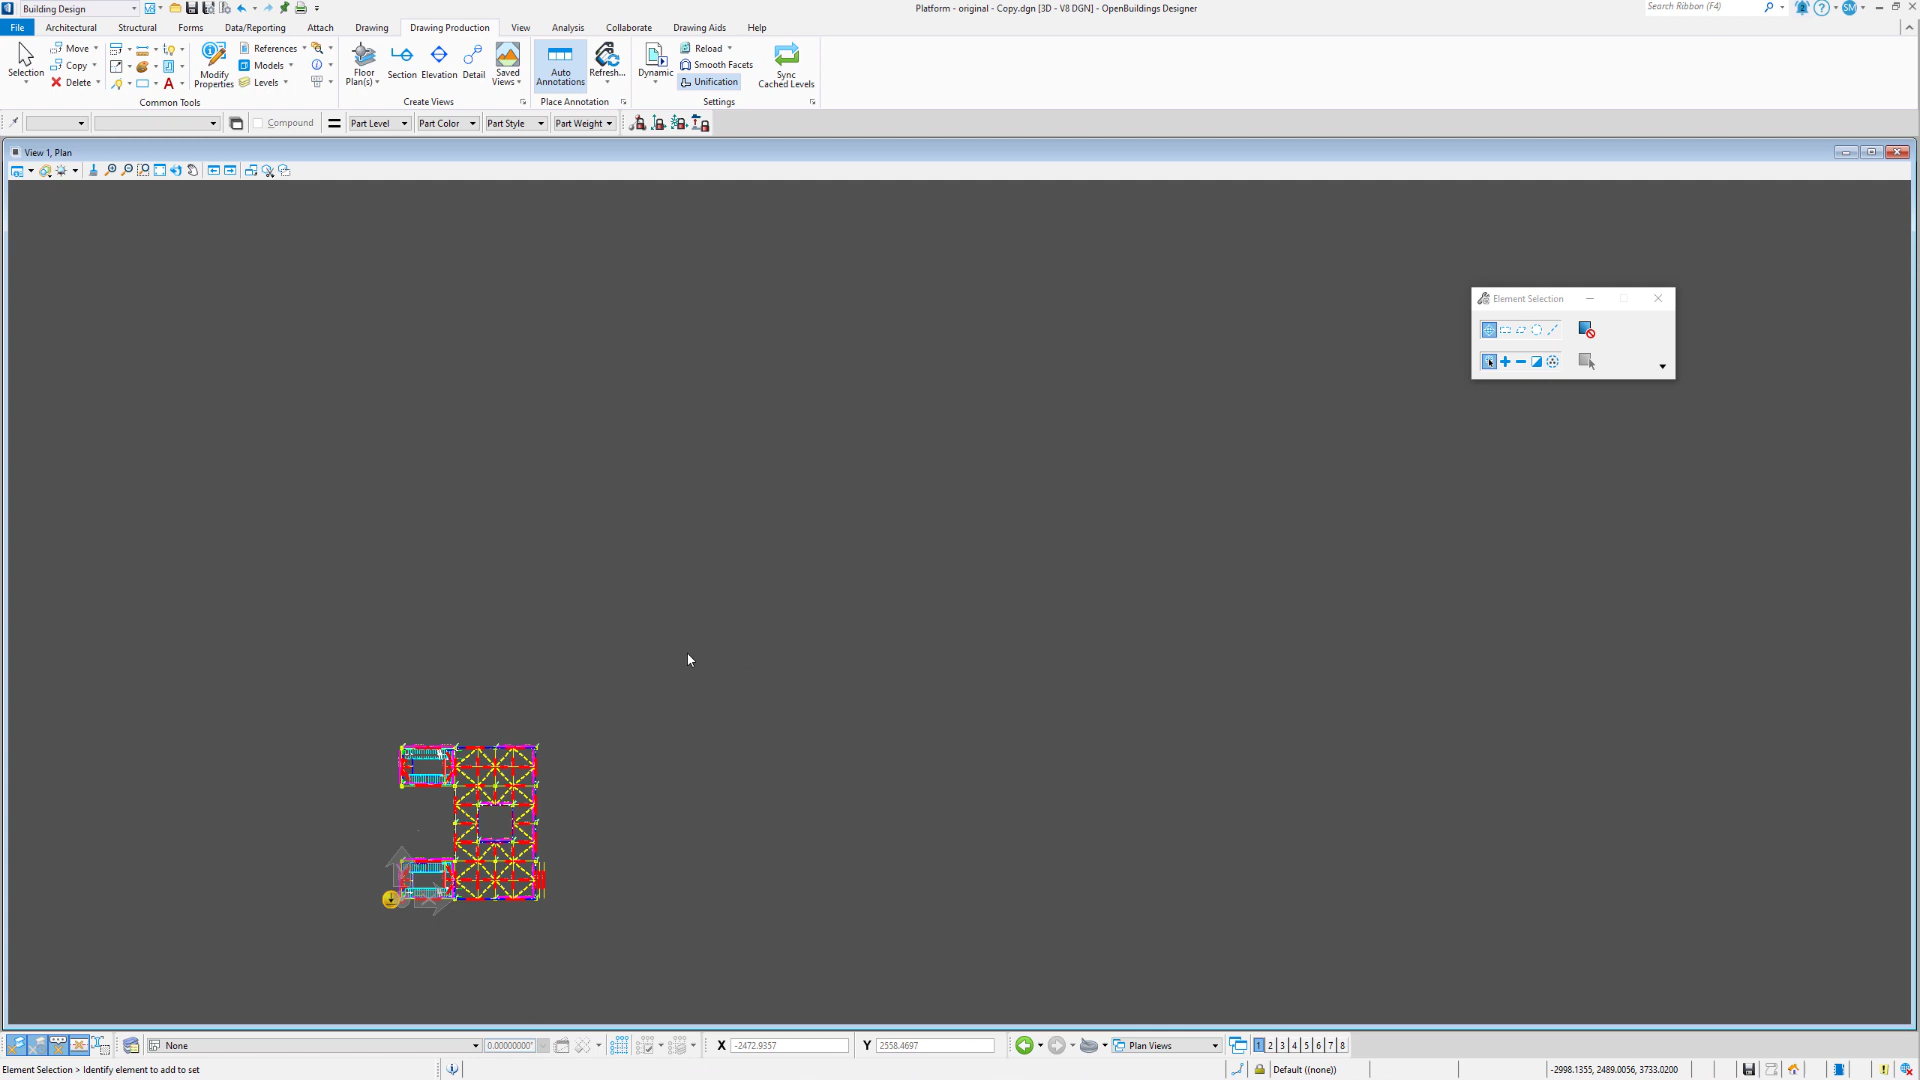 Building Design
Platform - original - Copy.dgn [3D - V8 DGN] - OpenBuildings Designer
Search Ribbon (F4)
SM
File Architectural Structural Forms Data/Reporting Attach Drawing Drawing Production View Analysis Collaborate Drawing Aids Help
Selection
Move
Copy
Delete
Modify Properties
References
Models
Levels
Common Tools
Floor Plan(s)
Section
Elevation
Detail
Saved Views
Create Views
Auto Annotations
Refresh...
Place Annotation
Dynamic
Reload
Smooth Facets
Unification
Sync Cached Levels
Settings
Compound
Part Level
Part Color
Part Style
Part Weight
View 1, Plan
Element Selection
None
0.00000000°
X -2472.9357
Y 2558.4697
Plan Views
1 2 3 4 5 6 7 8
Element Selection > Identify element to add to set
Default ((none))
-2998.1355, 2489.0056, 3733.0200